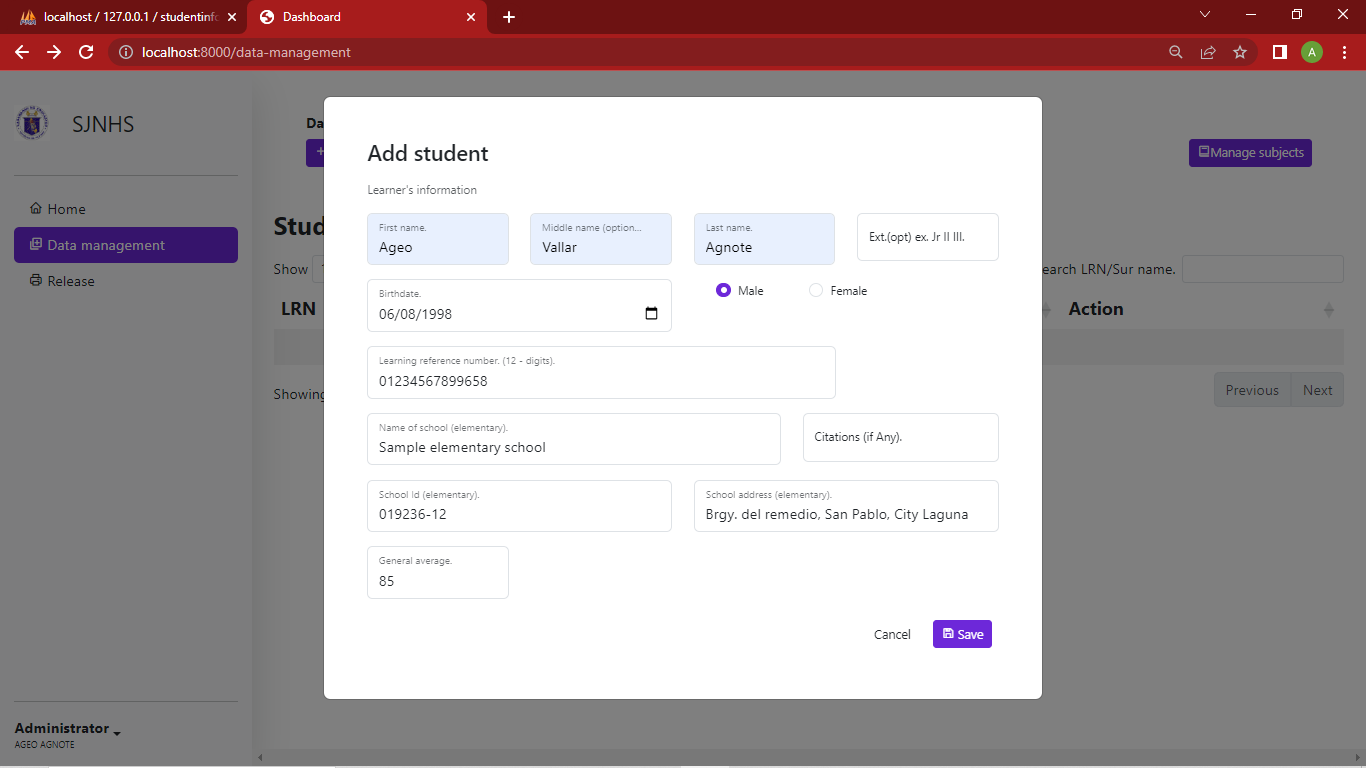 localhost / 127.0.0.1 / studentinfo
Dashboard
localhost:8000/data-management
A
SJNHS
Home
Data management
Release
Administrator
AGEO AGNOTE
Da
+
Manage subjects
Stud
Show
earch LRN/Sur name.
LRN
Action
Showing
Previous
Next
Add student
Learner's information
First name.
Ageo
Middle name (option...
Vallar
Last name.
Agnote
Ext.(opt) ex. Jr II III.
Birthdate.
06/08/1998
Male
Female
Learning reference number. (12 - digits).
01234567899658
Name of school (elementary).
Sample elementary school
Citations (if Any).
School Id (elementary).
019236-12
School address (elementary).
Brgy. del remedio, San Pablo, City Laguna
General average.
85
Cancel
Save